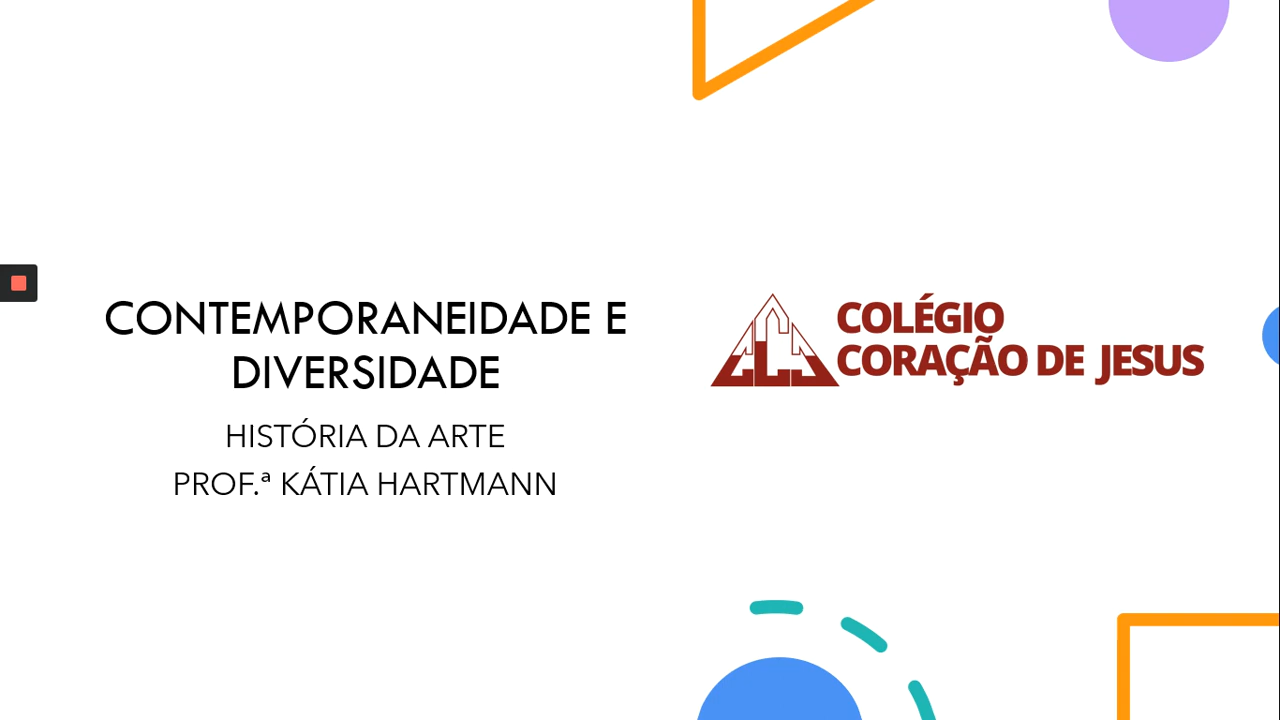 CONTEMPORANEIDADE E
DIVERSIDADE
HISTÓRIA DA ARTE
PROF.ª KÁTIA HARTMANN
COLÉGIO
CORAÇÃO DE JESUS